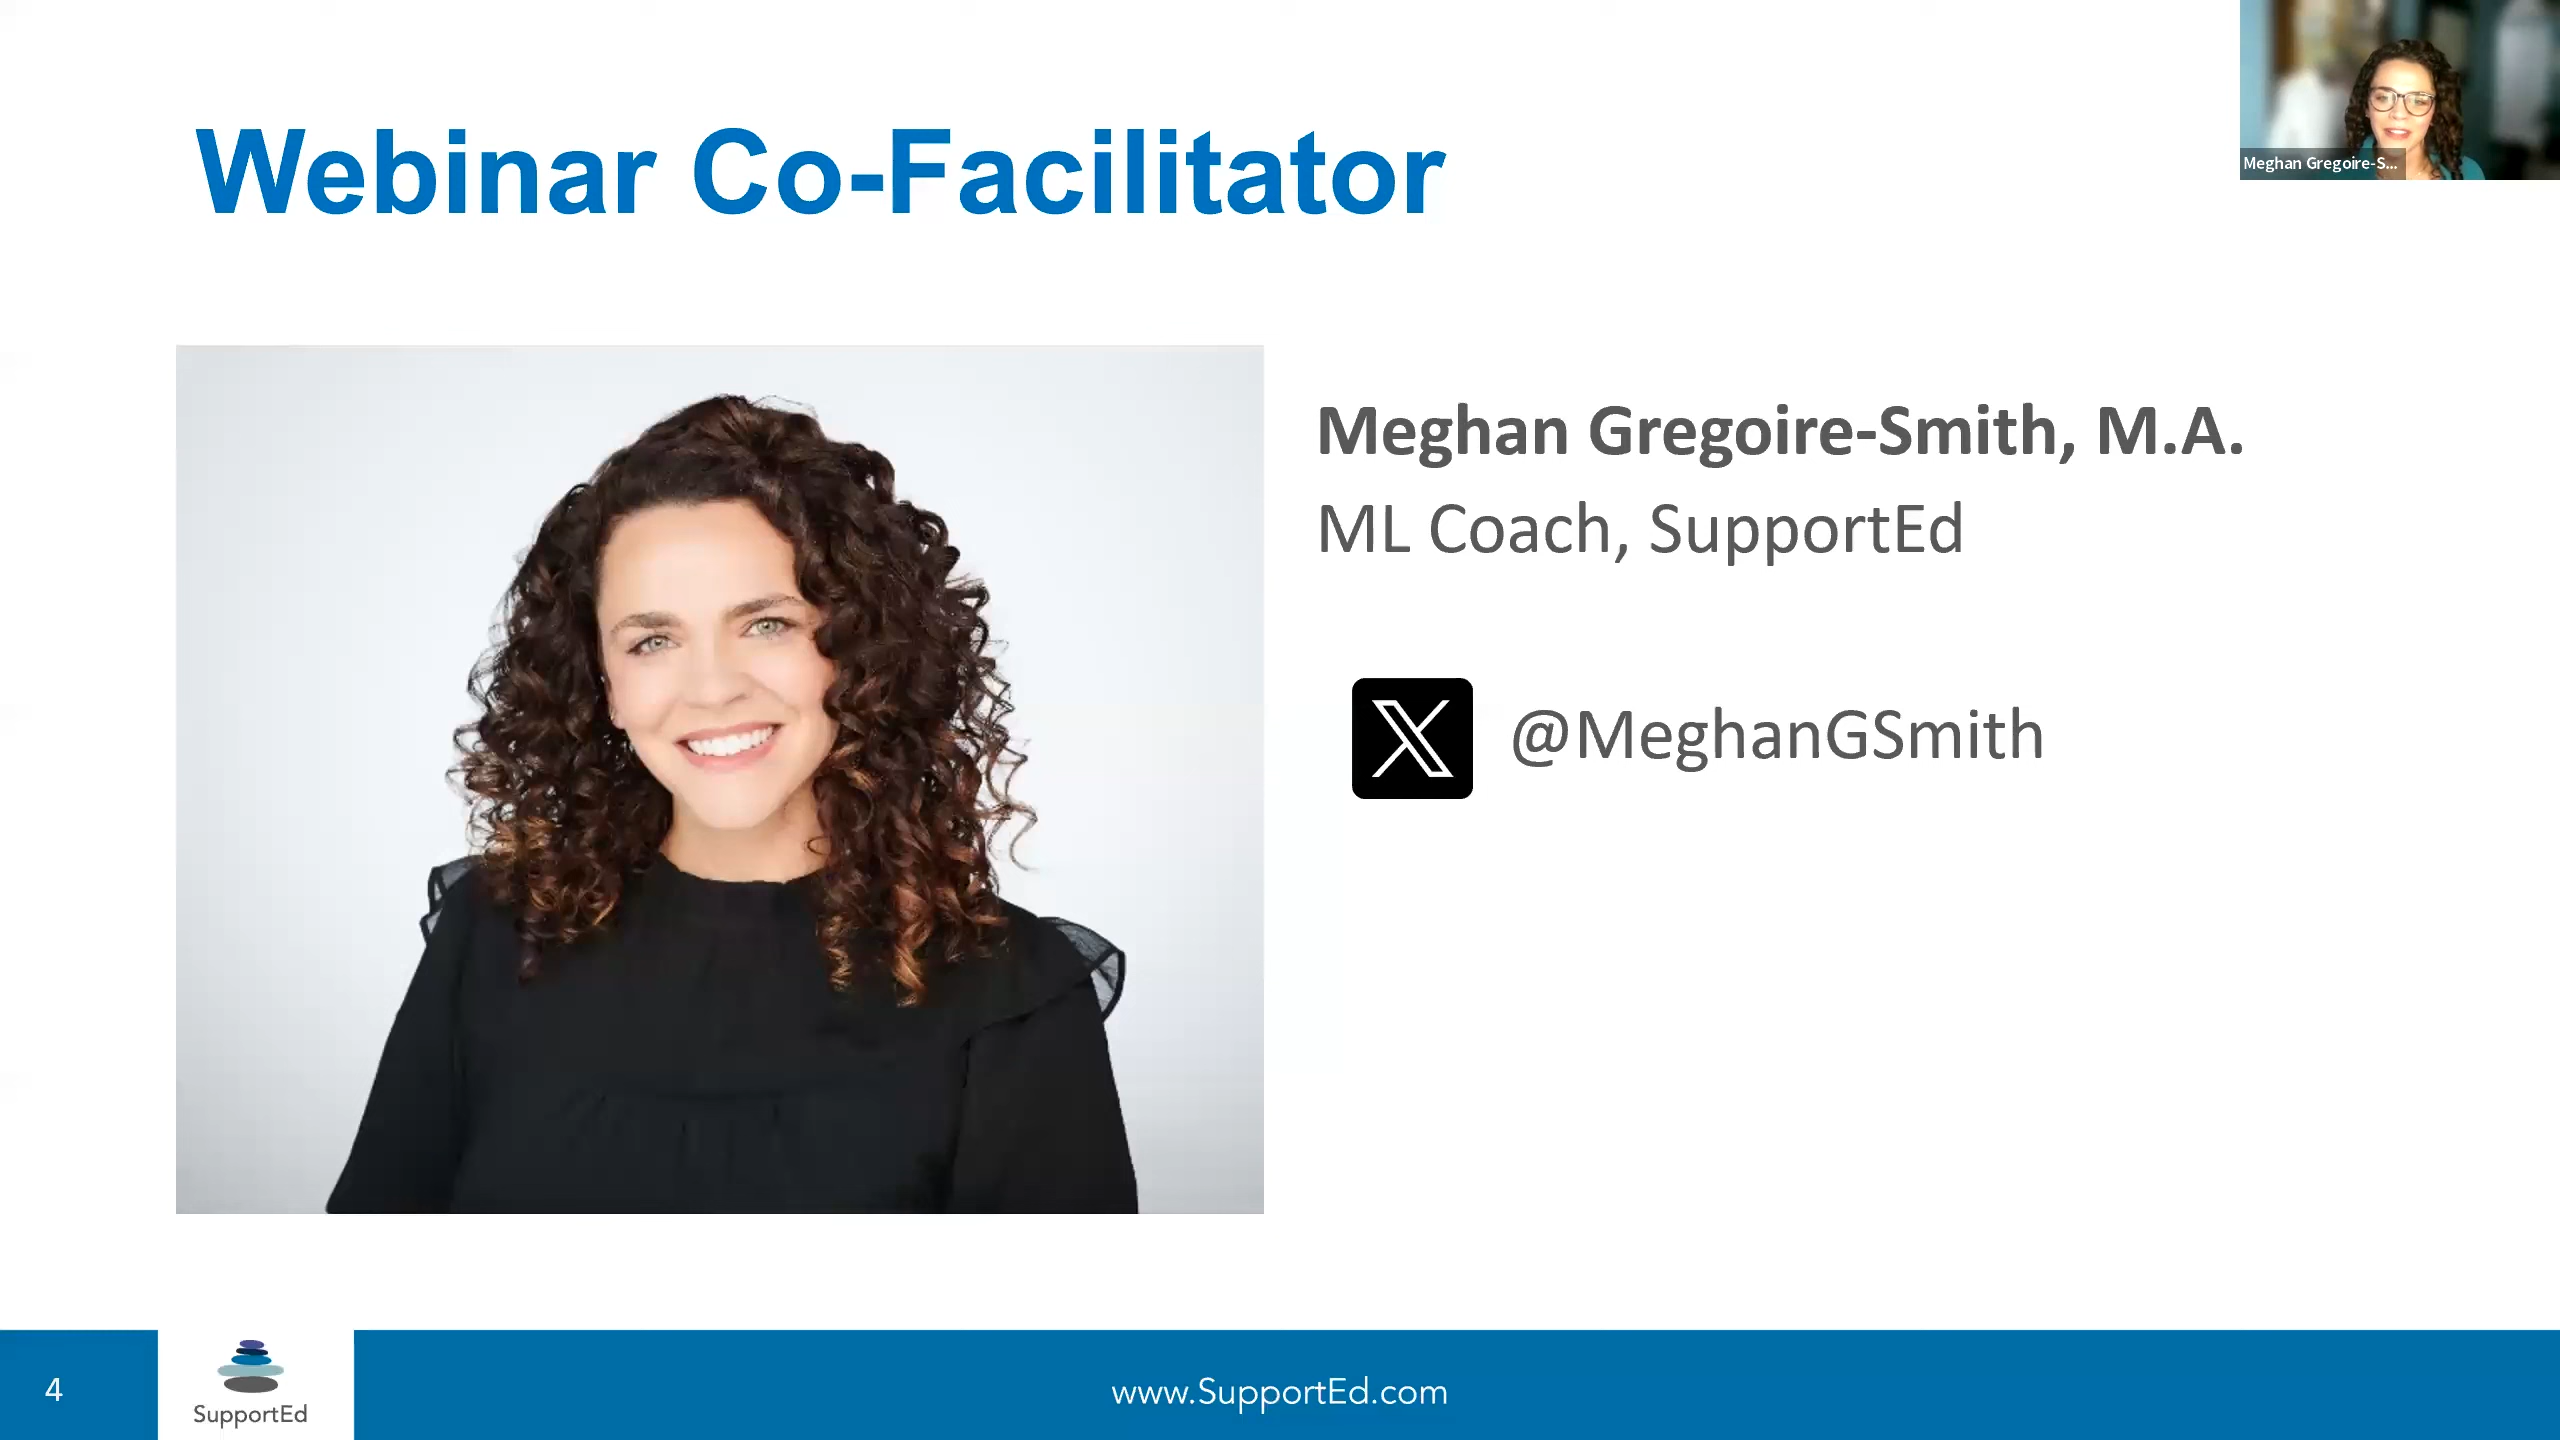 Meghan Gregoire-S...
Webinar Co-Facilitator
Meghan Gregoire-Smith, M.A.
ML Coach, SupportEd
@MeghanGSmith
4
SupportEd
www.SupportEd.com